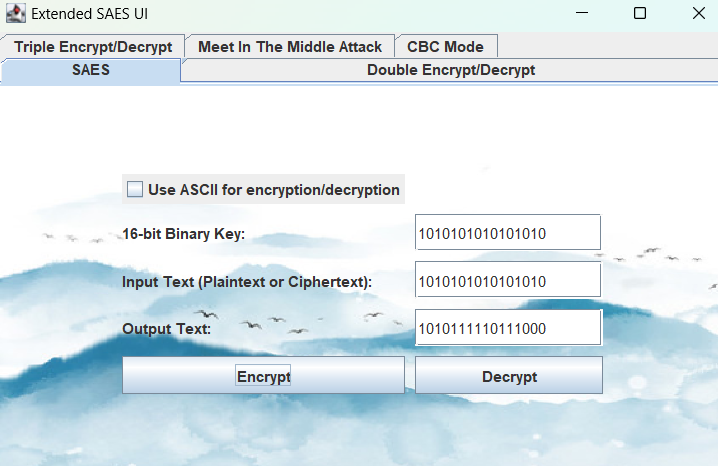 Extended SAES UI
Triple Encrypt/Decrypt Meet In The Middle Attack CBC Mode
SAES Double Encrypt/Decrypt
Use ASCII for encryption/decryption
16-bit Binary Key: 1010101010101010
Input Text (Plaintext or Ciphertext): 1010101010101010
Output Text: 1010111110111000
Encrypt Decrypt